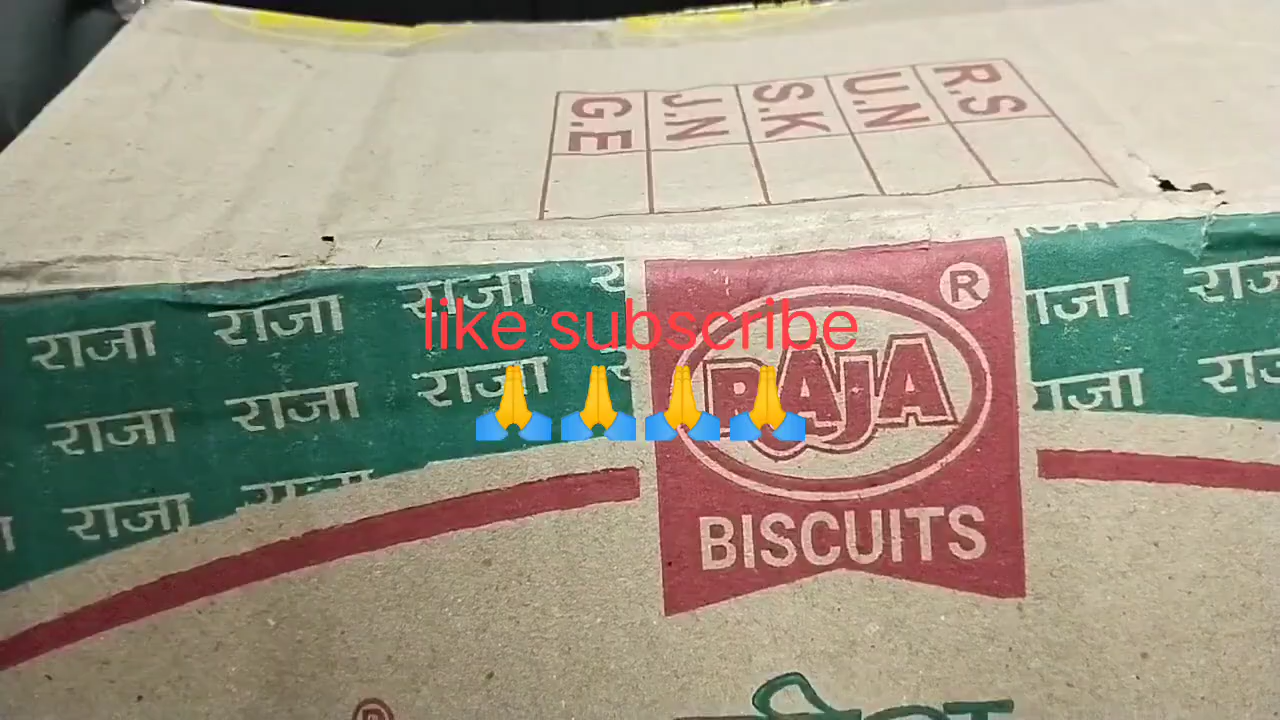 G.E J.N S.K U.N R.S
राजा राजा राजा राजा
राजा राजा राजा राजा
राजा
®
RAJA
BISCUITS
like subscribe
🙏🙏🙏🙏
®